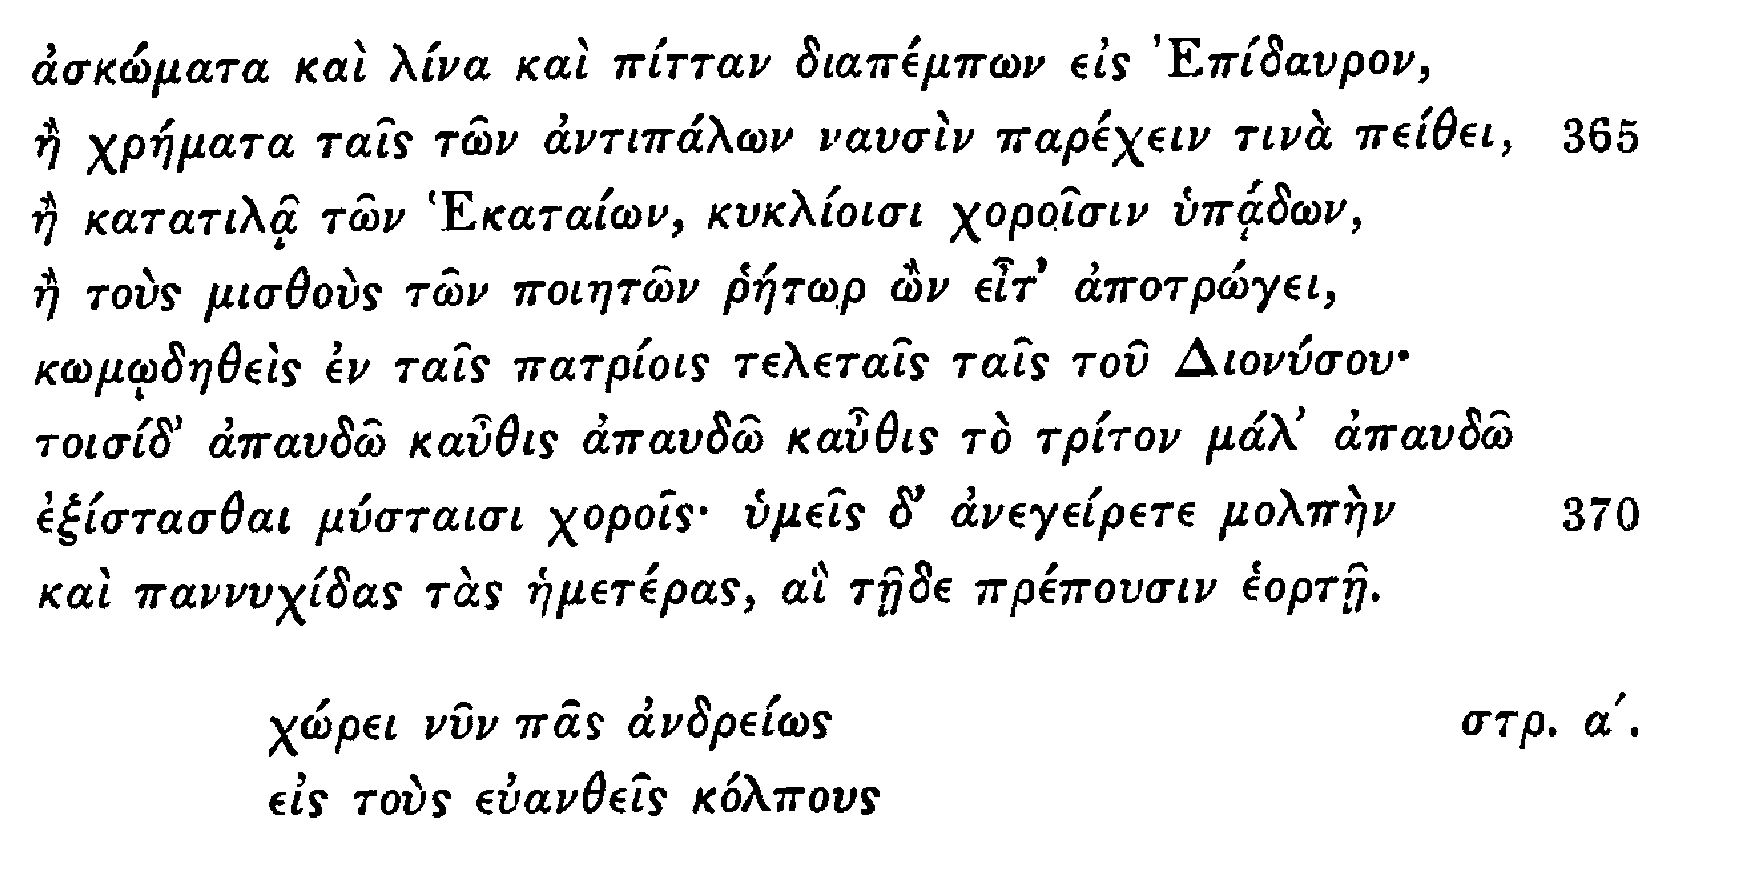 ἀσκώματα καὶ λίνα καὶ πίτταν διαπέμπων εἰς Ἐπίδαυρον,
ἢ χρήματα ταῖς τῶν ἀντιπάλων ναυσὶν παρέχειν τινὰ πείθει, 365
ἢ κατατιλᾷ τῶν Ἑκαταίων, κυκλίοισι χοροῖσιν ὑπᾴδων,
ἢ τοὺς μισθοὺς τῶν ποιητῶν ῥήτωρ ὢν εἶτ’ ἀποτρώγει,
κωμῳδηθεὶς ἐν ταῖς πατρίοις τελεταῖς ταῖς τοῦ Διονύσου·
τοισίδ’ ἀπαυδῶ καὖθις ἀπαυδῶ καὖθις τὸ τρίτον μάλ’ ἀπαυδῶ
ἐξίστασθαι μύσταισι χοροῖς· ὑμεῖς δ’ ἀνεγείρετε μολπὴν 370
καὶ παννυχίδας τὰς ἡμετέρας, αἳ τῇδε πρέπουσιν ἑορτῇ.
χώρει νῦν πᾶς ἀνδρείως στρ. α΄.
εἰς τοὺς εὐανθεῖς κόλπους